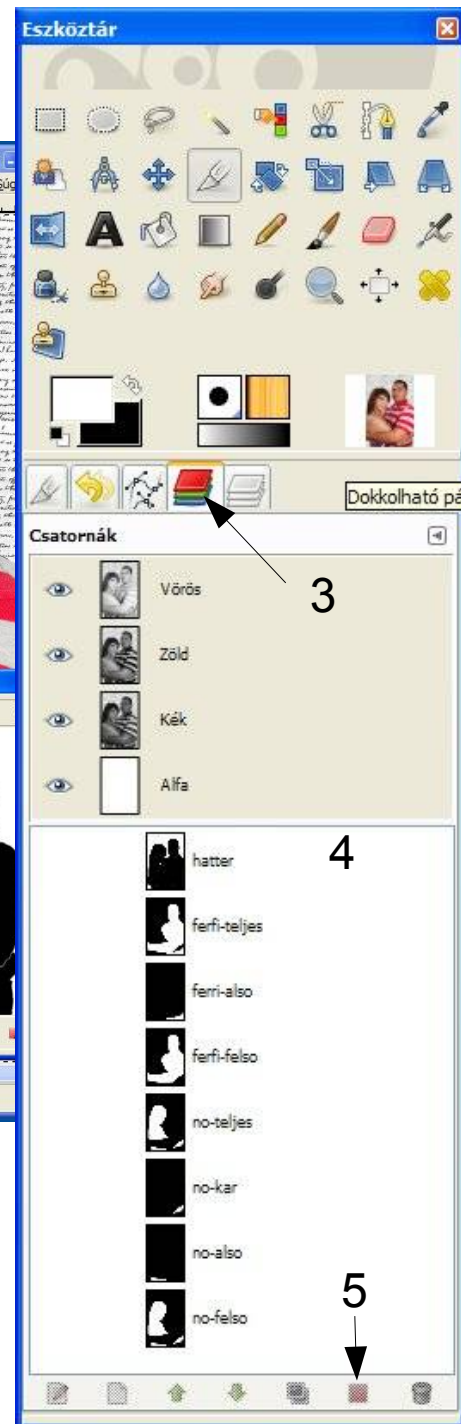 Eszköztár
Dokkolható pá
Csatornák
3
Vörös
Zöld
Kék
Alfa
4
hatter
ferfi-teljes
ferri-also
ferfi-felso
no-teljes
no-kar
no-also
no-felso
5